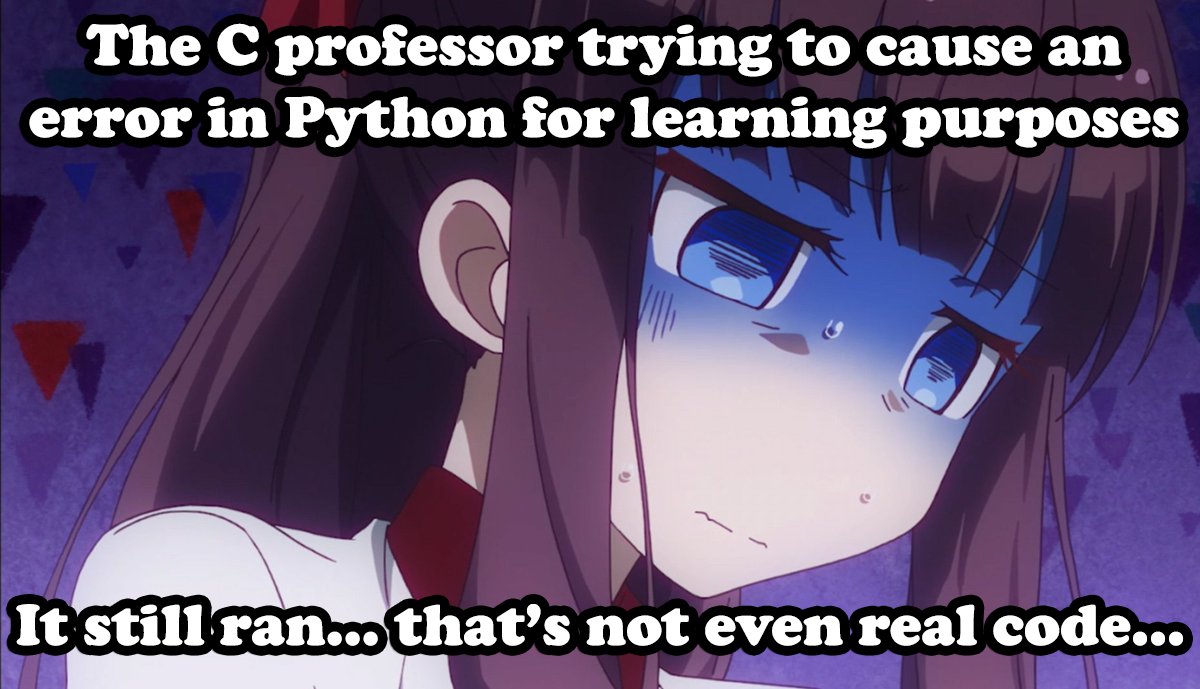 The C professor trying to cause an
error in Python for learning purposes
It still ran... that’s not even real code...